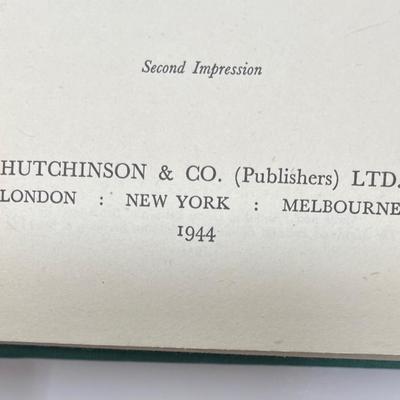 Second Impression
HUTCHINSON & CO. (Publishers) LTD.
LONDON : NEW YORK : MELBOURNE
1944